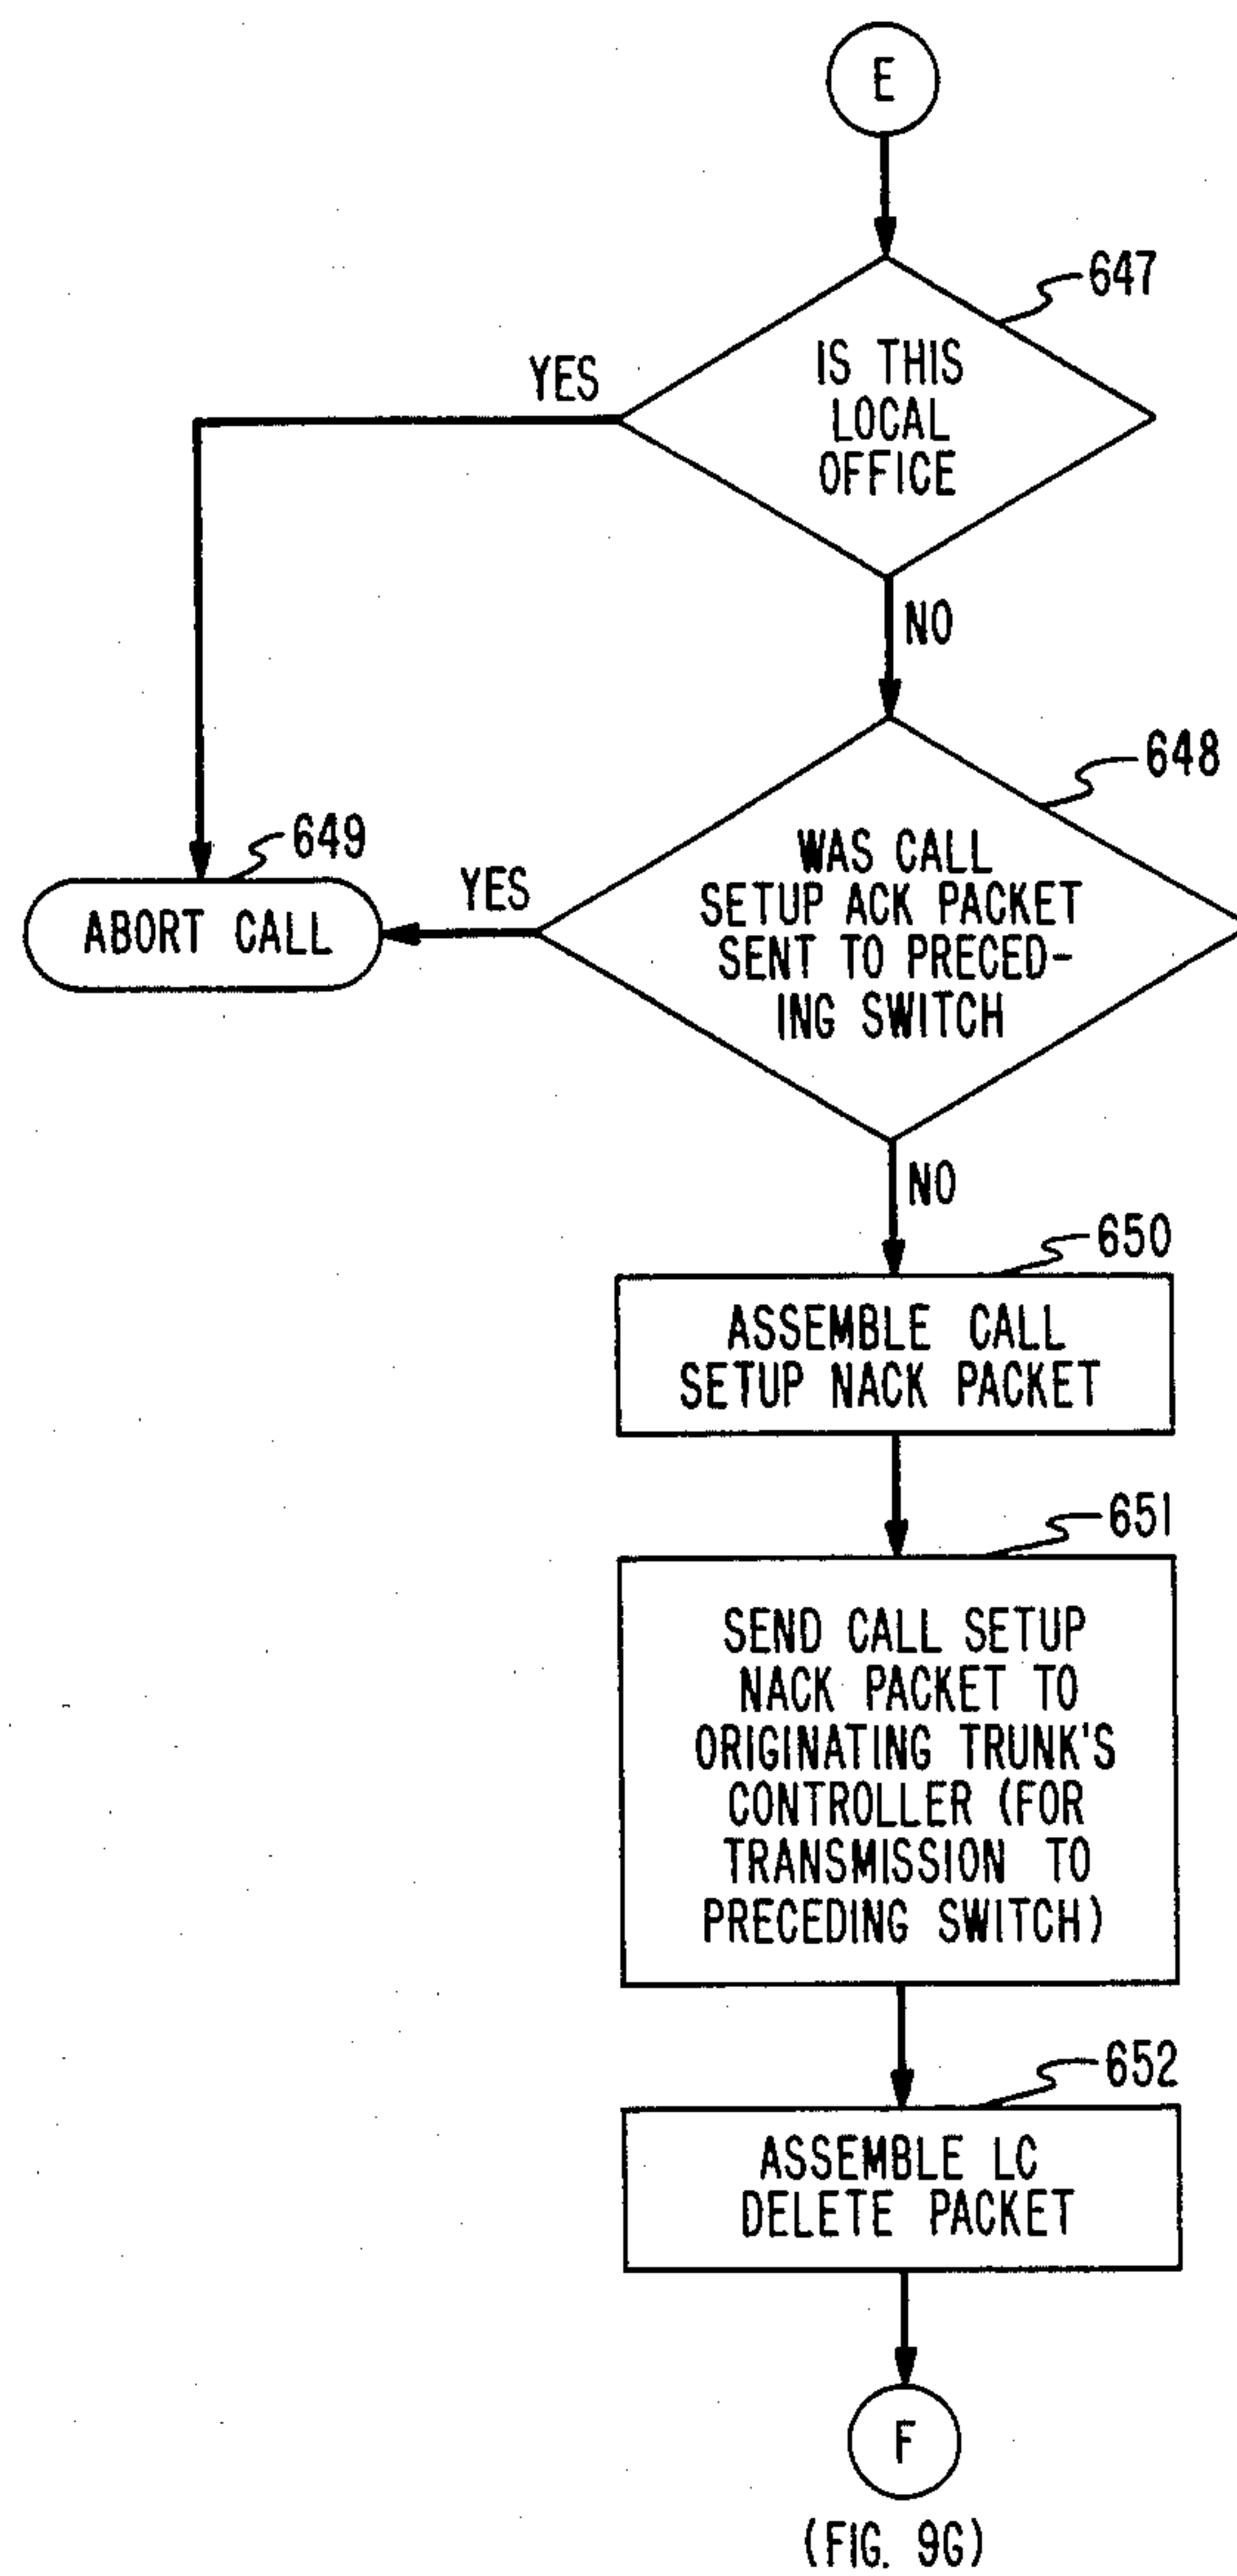 E
647
IS THIS
LOCAL
OFFICE
YES
NO
648
WAS CALL
SETUP ACK PACKET
SENT TO PRECED-
ING SWITCH
YES
649
ABORT CALL
NO
650
ASSEMBLE CALL
SETUP NACK PACKET
651
SEND CALL SETUP
NACK PACKET TO
ORIGINATING TRUNK'S
CONTROLLER (FOR
TRANSMISSION TO
PRECEDING SWITCH)
652
ASSEMBLE LC
DELETE PACKET
F
(FIG. 9G)